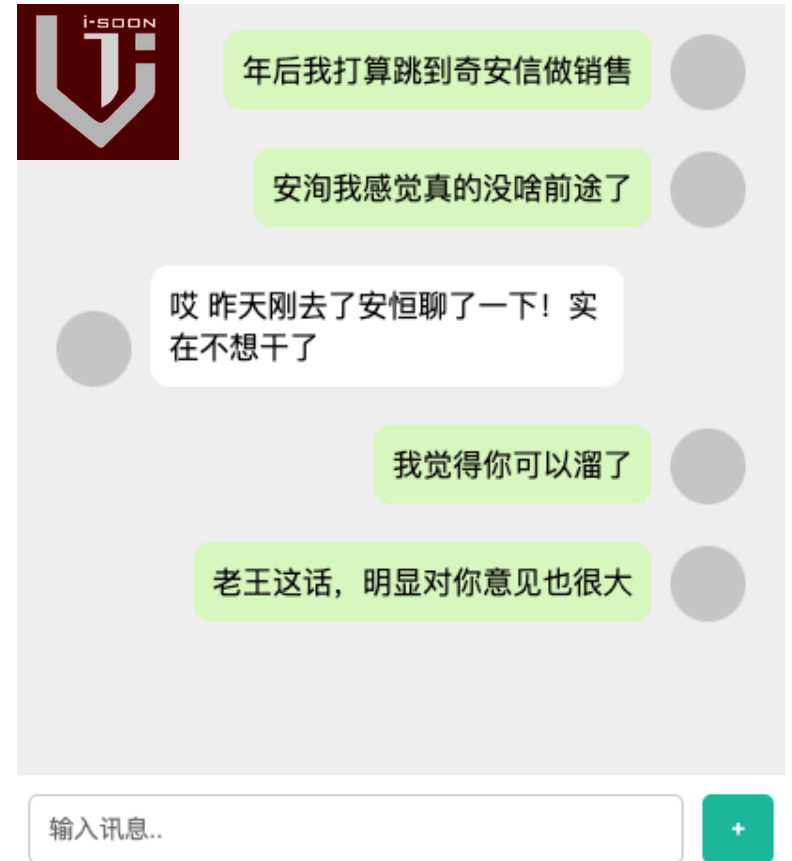 i-SOON
年后我打算跳到奇安信做销售
安洵我感觉真的没啥前途了
哎 昨天刚去了安恒聊了一下！实
在不想干了
我觉得你可以溜了
老王这话，明显对你意见也很大
输入讯息..
+